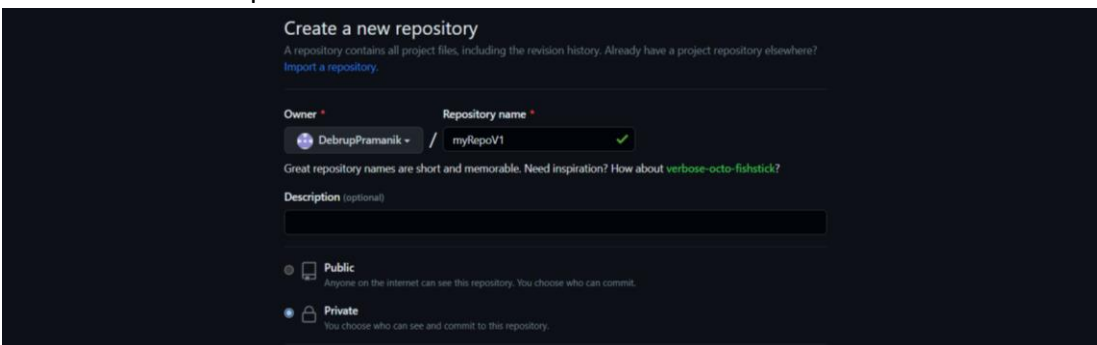 Create a new repository
A repository contains all project files, including the revision history. Already have a project repository elsewhere?
Import a repository.
Owner * Repository name *
DebrupPramanik / myRepoV1
Great repository names are short and memorable. Need inspiration? How about verbose-octo-fishstick?
Description (optional)
Public
Anyone on the internet can see this repository. You choose who can commit.
Private
You choose who can see and commit to this repository.